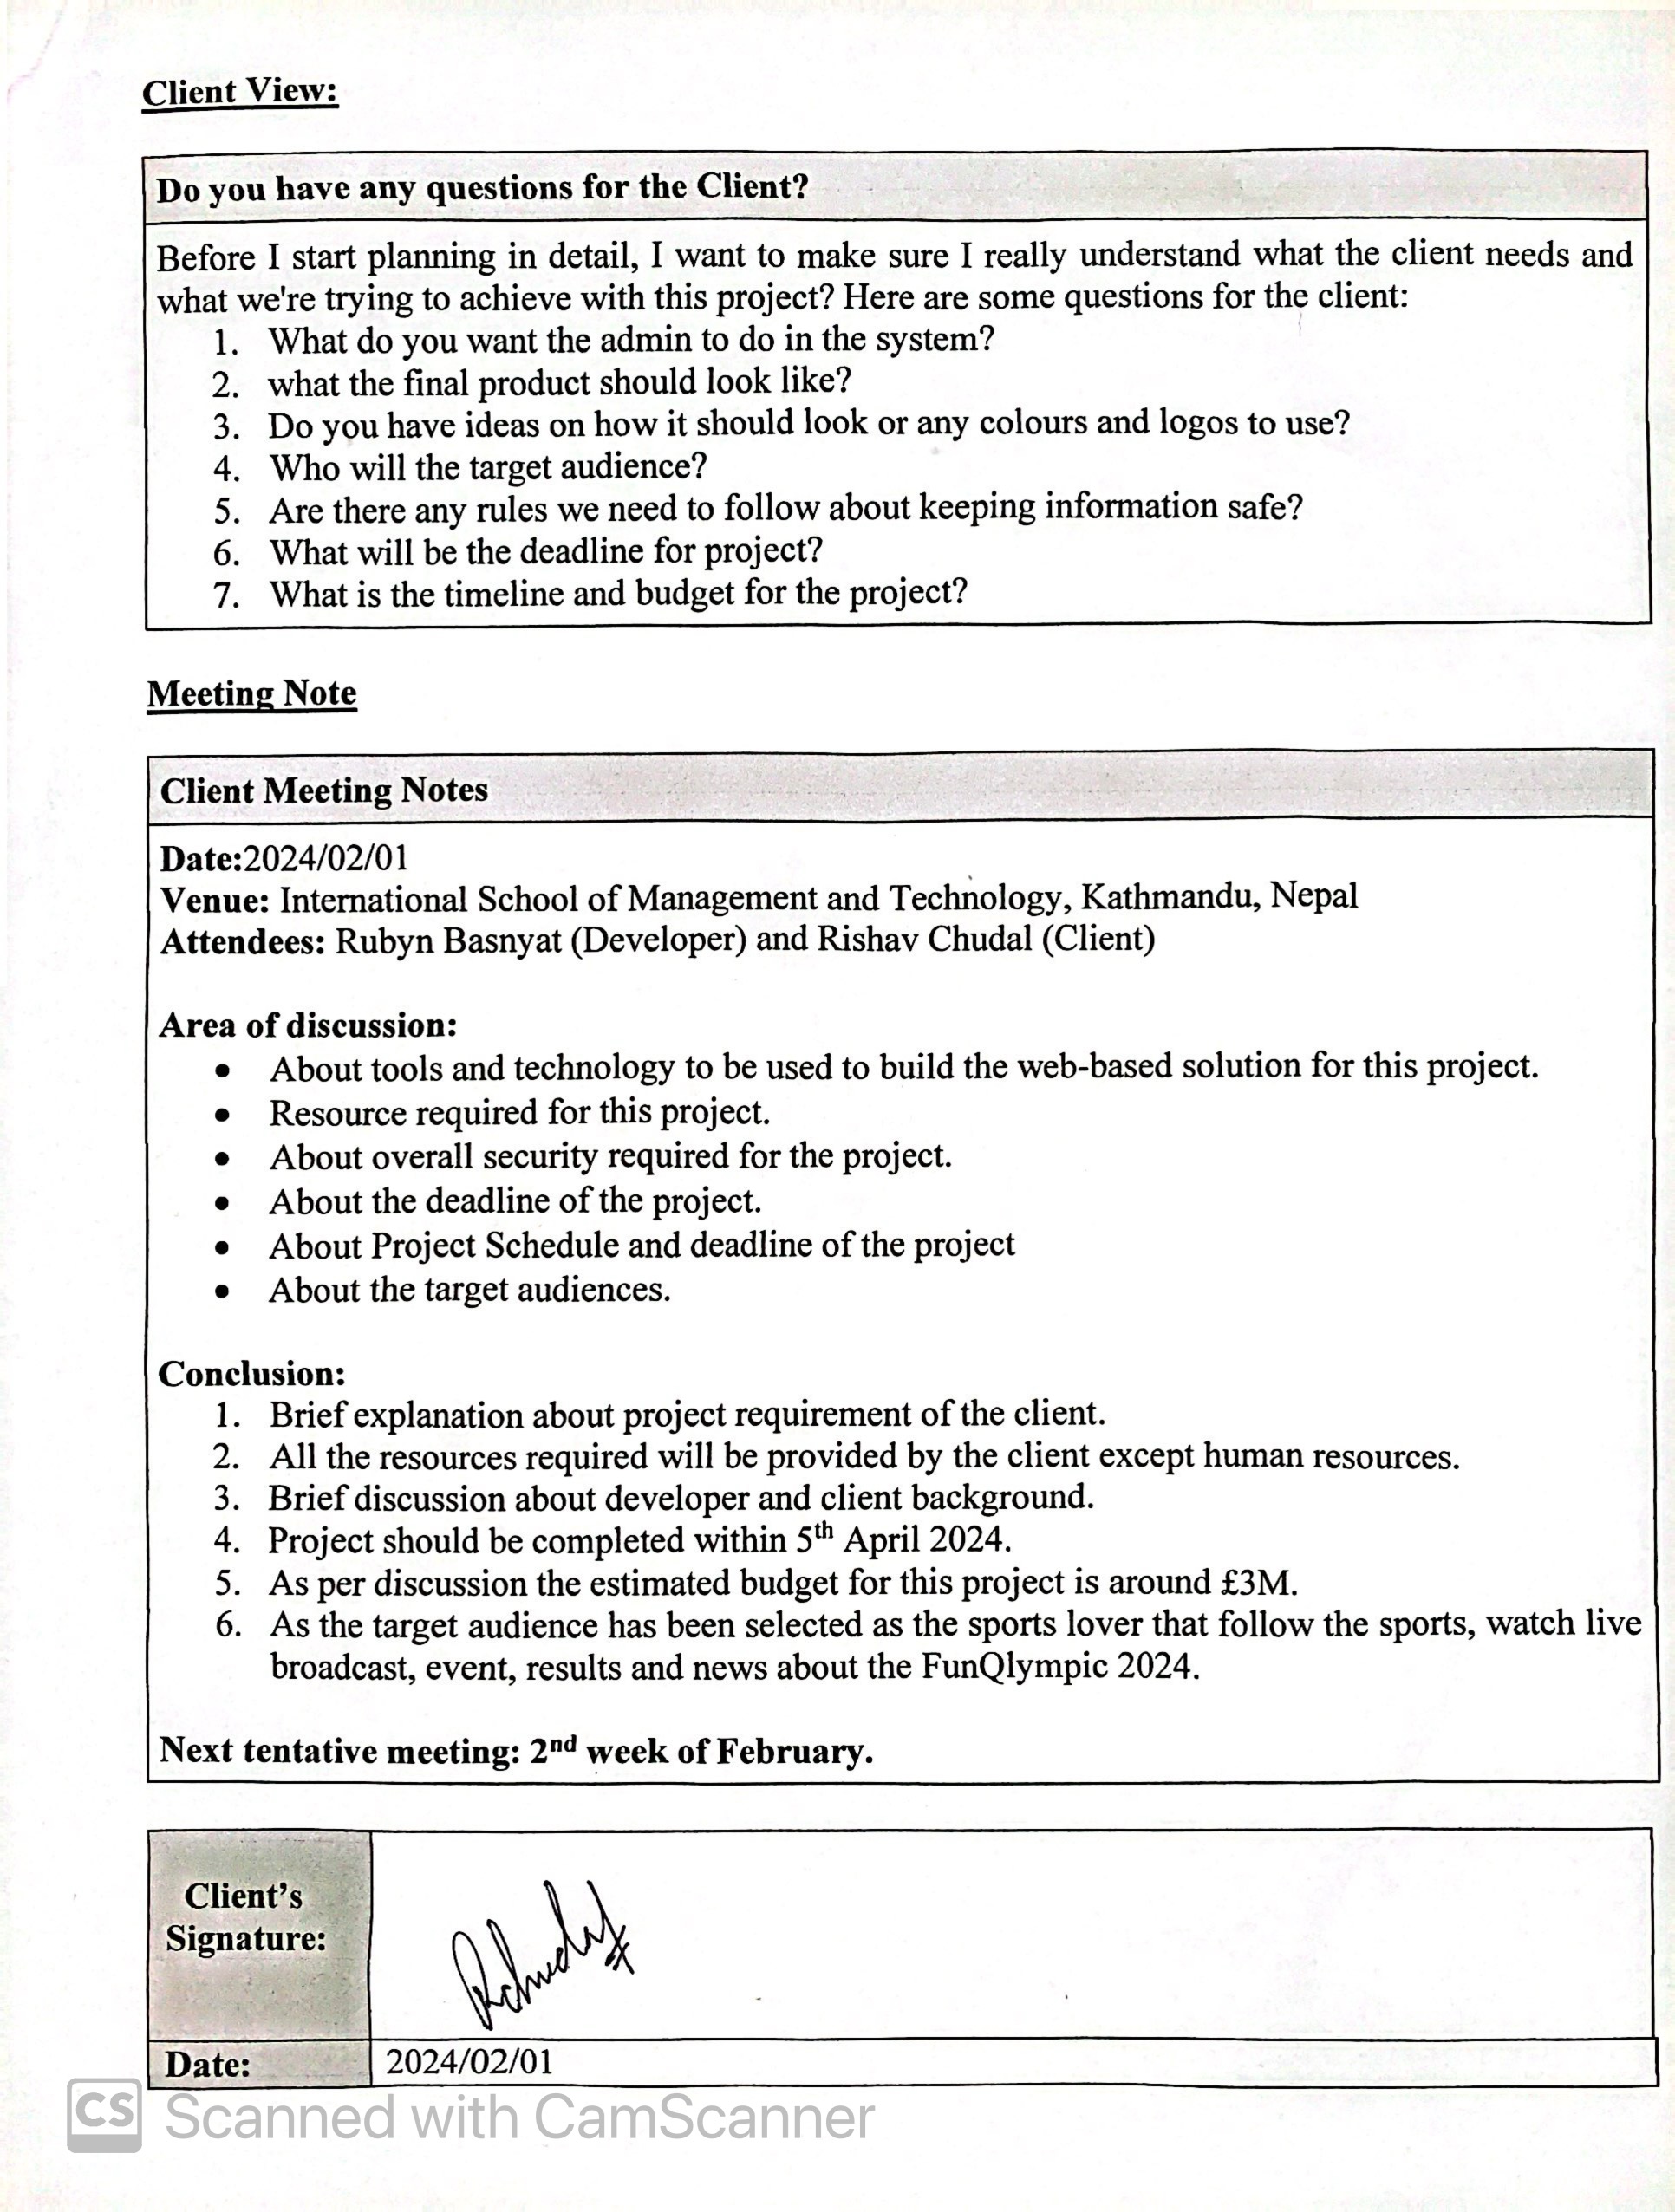 Client View:
Do you have any questions for the Client?
Before I start planning in detail, I want to make sure I really understand what the client needs and
what we're trying to achieve with this project? Here are some questions for the client:
1. What do you want the admin to do in the system?
2. what the final product should look like?
3. Do you have ideas on how it should look or any colours and logos to use?
4. Who will the target audience?
5. Are there any rules we need to follow about keeping information safe?
6. What will be the deadline for project?
7. What is the timeline and budget for the project?
Meeting Note
Client Meeting Notes
Date:2024/02/01
Venue: International School of Management and Technology, Kathmandu, Nepal
Attendees: Rubyn Basnyat (Developer) and Rishav Chudal (Client)
Area of discussion:
• About tools and technology to be used to build the web-based solution for this project.
• Resource required for this project.
• About overall security required for the project.
• About the deadline of the project.
• About Project Schedule and deadline of the project
• About the target audiences.
Conclusion:
1. Brief explanation about project requirement of the client.
2. All the resources required will be provided by the client except human resources.
3. Brief discussion about developer and client background.
4. Project should be completed within 5th April 2024.
5. As per discussion the estimated budget for this project is around £3M.
6. As the target audience has been selected as the sports lover that follow the sports, watch live
broadcast, event, results and news about the FunQlympic 2024.
Next tentative meeting: 2nd week of February.
Client's
Signature:
Date: 2024/02/01
CS Scanned with CamScanner